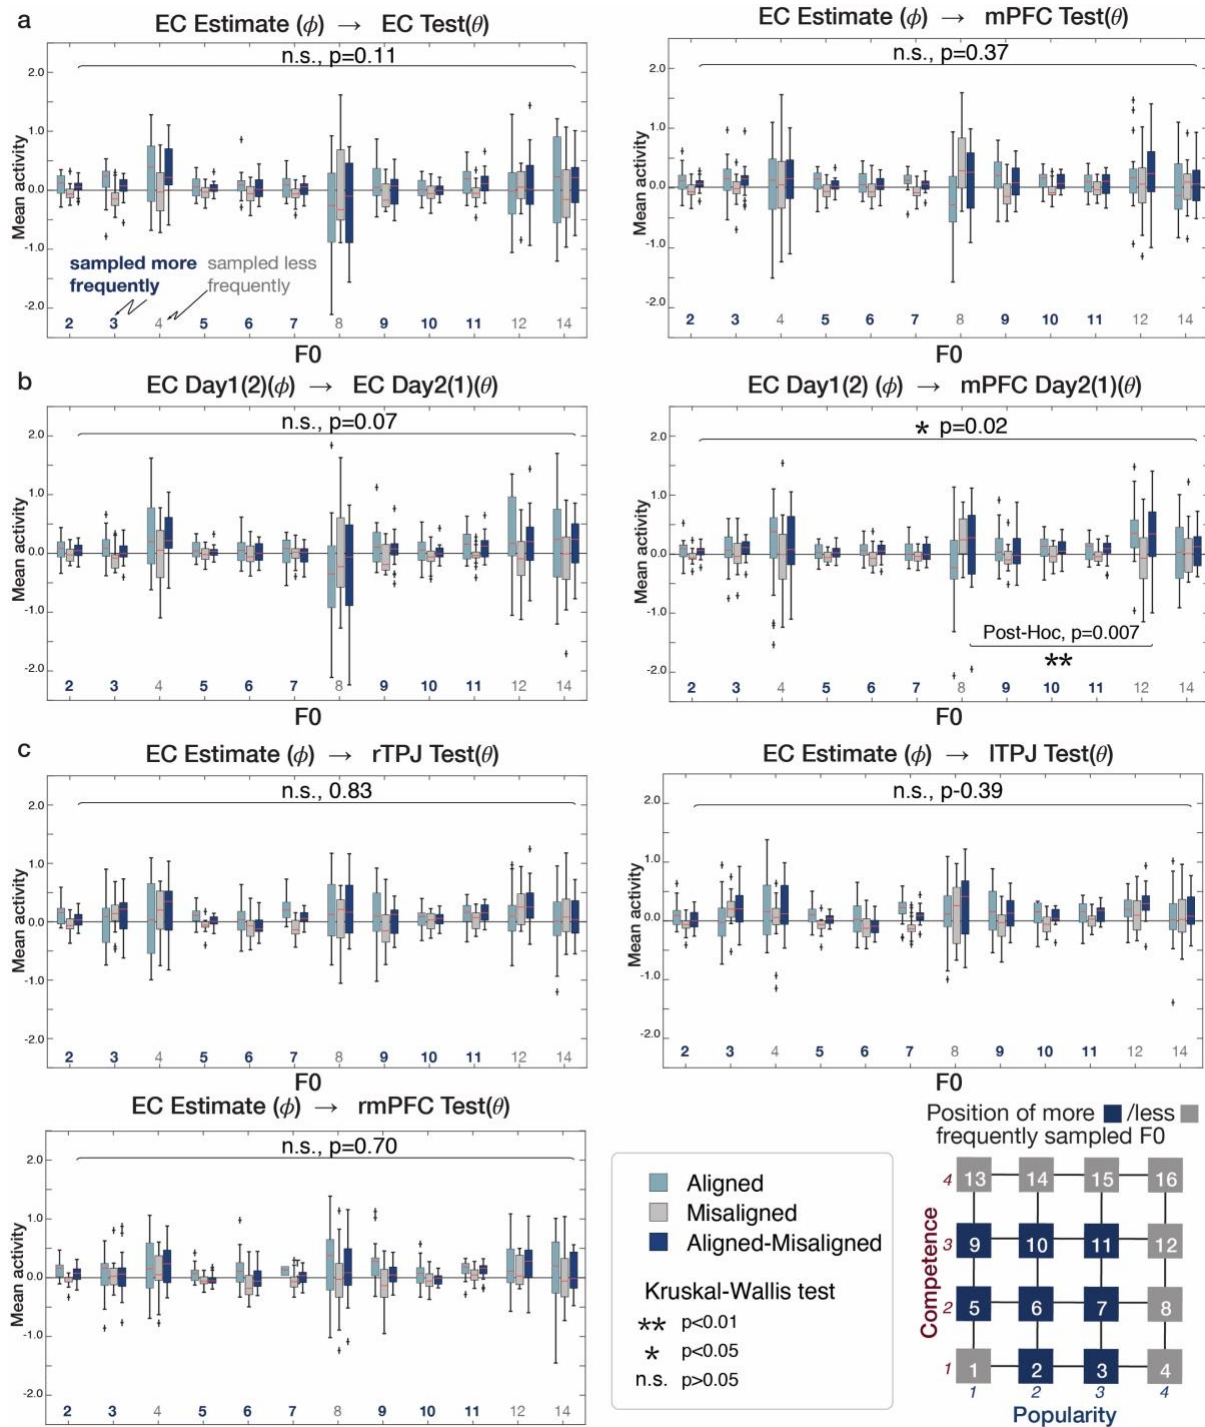 a
EC Estimate (ϕ) → EC Test(θ)
n.s., p=0.11
Mean activity
2.0
1.0
0.0
-1.0
-2.0
sampled more
frequently
sampled less
frequently
2 3 4 5 6 7 8 9 10 11 12 14
F0
EC Estimate (ϕ) → mPFC Test(θ)
n.s., p=0.37
Mean activity
2.0
1.0
0.0
-1.0
-2.0
2 3 4 5 6 7 8 9 10 11 12 14
F0
b
EC Day1(2)(ϕ) → EC Day2(1)(θ)
n.s., p=0.07
Mean activity
2.0
1.0
0.0
-1.0
-2.0
2 3 4 5 6 7 8 9 10 11 12 14
F0
EC Day1(2) (ϕ) → mPFC Day2(1)(θ)
* p=0.02
Mean activity
2.0
1.0
0.0
-1.0
-2.0
Post-Hoc, p=0.007
**
2 3 4 5 6 7 8 9 10 11 12 14
F0
c
EC Estimate (ϕ) → rTPJ Test(θ)
n.s., 0.83
Mean activity
2.0
1.0
0.0
-1.0
-2.0
2 3 4 5 6 7 8 9 10 11 12 14
F0
EC Estimate (ϕ) → lTPJ Test(θ)
n.s., p-0.39
Mean activity
2.0
1.0
0.0
-1.0
-2.0
2 3 4 5 6 7 8 9 10 11 12 14
F0
EC Estimate (ϕ) → rmPFC Test(θ)
n.s., p=0.70
Mean activity
2.0
1.0
0.0
-1.0
-2.0
2 3 4 5 6 7 8 9 10 11 12 14
Aligned
Misaligned
Aligned-Misaligned
Kruskal-Wallis test
** p<0.01
* p<0.05
n.s. p>0.05
Position of more /less
frequently sampled F0
Competence
4 13 14 15 16
3 9 10 11 12
2 5 6 7 8
1 1 2 3 4
1 2 3 4
Popularity